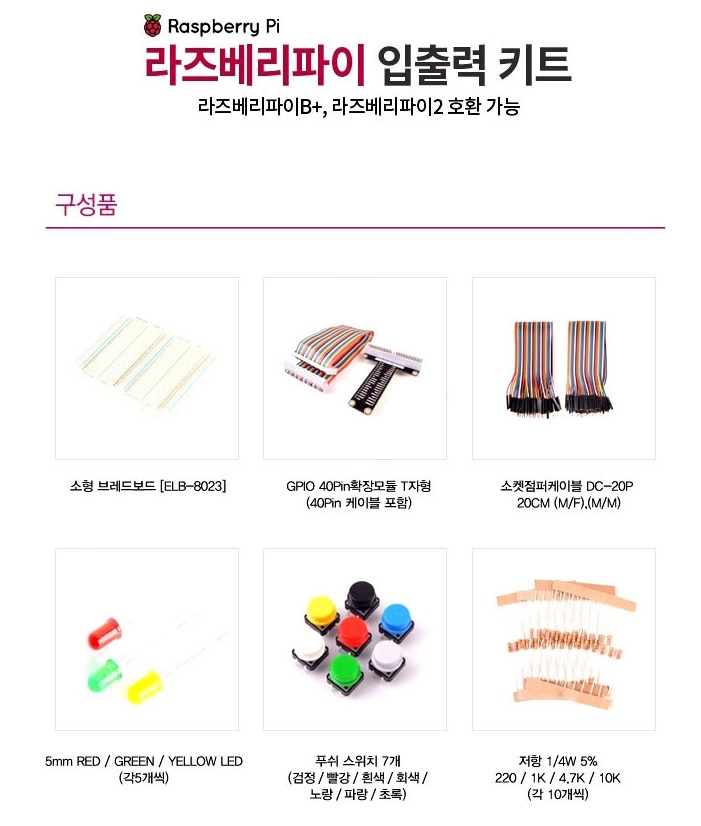 Raspberry Pi
라즈베리파이 입출력 키트
라즈베리파이B+, 라즈베리파이2 호환 가능
구성품
소형 브레드보드 [ELB-8023]
GPIO 40Pin확장모듈 T자형
(40Pin 케이블 포함)
소켓점퍼케이블 DC-20P
20CM (M/F),(M/M)
5mm RED / GREEN / YELLOW LED
(각5개씩)
푸쉬 스위치 7개
(검정 / 빨강 / 흰색 / 회색 /
노랑 / 파랑 / 초록)
저항 1/4W 5%
220 / 1K / 4.7K / 10K
(각 10개씩)